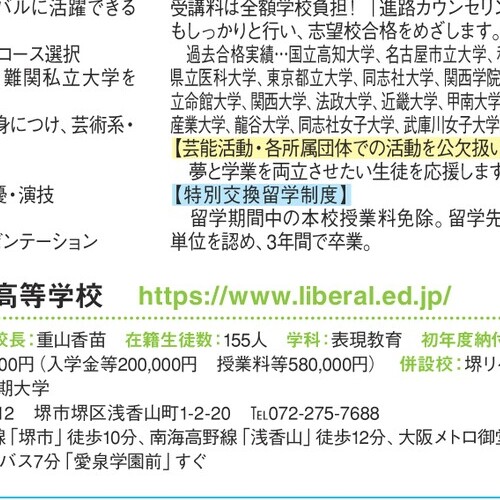 バルに活躍できる
コース選択
難関私立大学を
身につけ、芸術系・
優・演技
ゼンテーション
受講料は全額学校負担!「進路カウンセリン
もしっかりと行い、志望校合格をめざします。
過去合格実績…国立高知大学、名古屋市立大学、
県立医科大学、東京都立大学、同志社大学、関西学院
立命館大学、関西大学、法政大学、近畿大学、甲南大学
産業大学、龍谷大学、同志社女子大学、武庫川女子大学
【芸能活動・各所属団体での活動を公欠扱い
夢と学業を両立させたい生徒を応援します
【特別交換留学制度】
留学期間中の本校授業料免除。留学先
単位を認め、3年間で卒業。
高等学校 https://www.liberal.ed.jp/
校長:重山香苗 在籍生徒数:155人 学科:表現教育 初年度納付
00円(入学金等200,000円 授業料等580,000円) 併設校:堺リ
期大学
12 堺市堺区浅香山町1-2-20 ℡072-275-7688
線「堺市」徒歩10分、南海高野線「浅香山」徒歩12分、大阪メトロ御堂
バス7分「愛泉学園前」すぐ